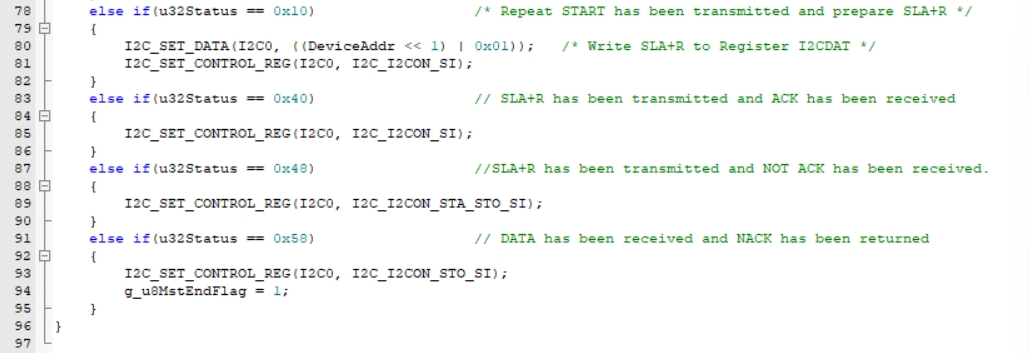 78 else if(u32Status == 0x10) /* Repeat START has been transmitted and prepare SLA+R */
79 {
80 I2C_SET_DATA(I2C0, ((DeviceAddr << 1) | 0x01)); /* Write SLA+R to Register I2CDAT */
81 I2C_SET_CONTROL_REG(I2C0, I2C_I2CON_SI);
82 }
83 else if(u32Status == 0x40) // SLA+R has been transmitted and ACK has been received
84 {
85 I2C_SET_CONTROL_REG(I2C0, I2C_I2CON_SI);
86 }
87 else if(u32Status == 0x48) //SLA+R has been transmitted and NOT ACK has been received.
88 {
89 I2C_SET_CONTROL_REG(I2C0, I2C_I2CON_STA_STO_SI);
90 }
91 else if(u32Status == 0x58) // DATA has been received and NACK has been returned
92 {
93 I2C_SET_CONTROL_REG(I2C0, I2C_I2CON_STO_SI);
94 g_u8MstEndFlag = 1;
95 }
96 }
97